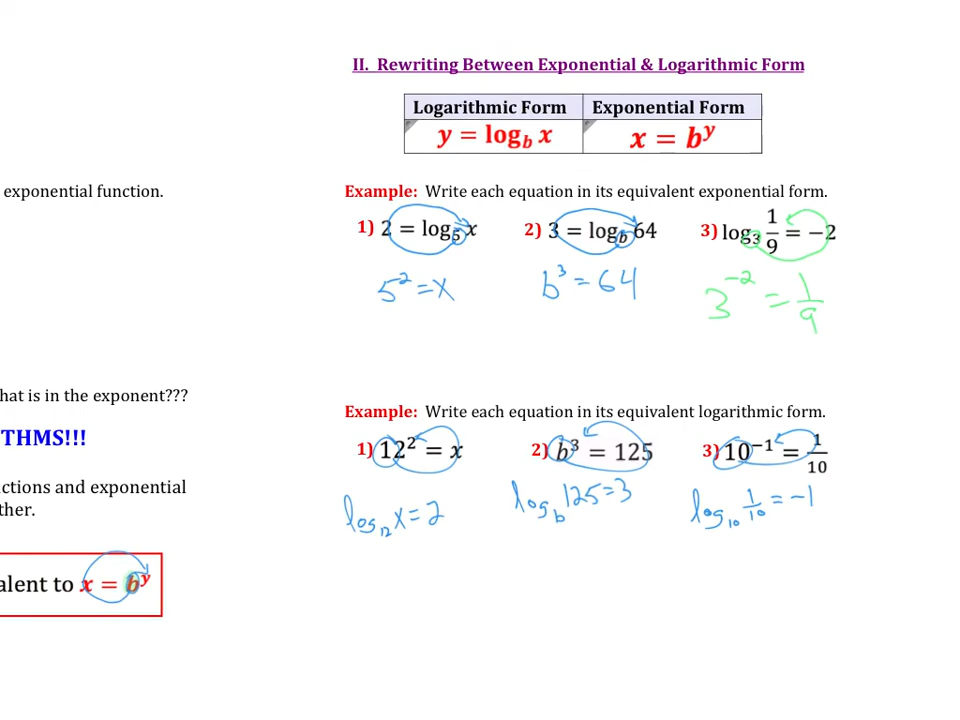 II. Rewriting Between Exponential & Logarithmic Form
Logarithmic Form Exponential Form
y = log_b x x = b^y
exponential function.
Example: Write each equation in its equivalent exponential form.
1) 2 = log_5 x 2) 3 = log_b 64 3) log_3 1/9 = −2
5^2 = x b^3 = 64 3^−2 = 1/9
hat is in the exponent???
Example: Write each equation in its equivalent logarithmic form.
THMS!!!
1) 12^2 = x 2) b^3 = 125 3) 10^−1 = 1/10
ctions and exponential
log_12 x = 2 log_b 125 = 3 log_10 1/10 = −1
ther.
alent to x = b^y